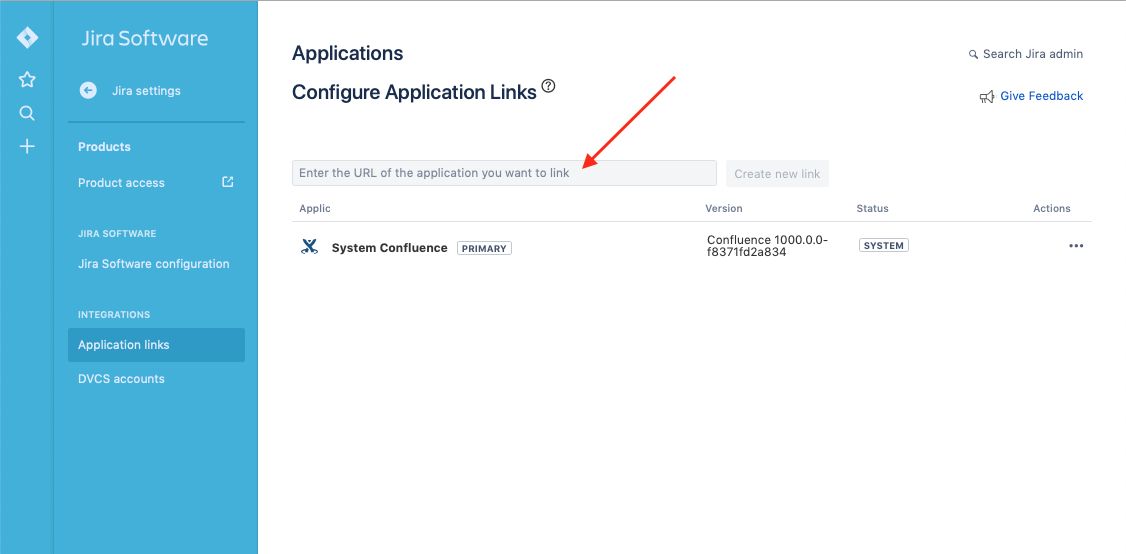 Jira Software
Jira settings
Products
Product access
JIRA SOFTWARE
Jira Software configuration
INTEGRATIONS
Application links
DVCS accounts
Applications
Search Jira admin
Configure Application Links ?
Give Feedback
Enter the URL of the application you want to link
Create new link
Applic Version Status Actions
System Confluence PRIMARY
Confluence 1000.0.0-
f8371fd2a834
SYSTEM